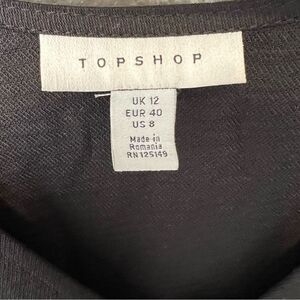 TOPSHOP
UK 12
EUR 40
US 8
Made in
Romania
RN125149